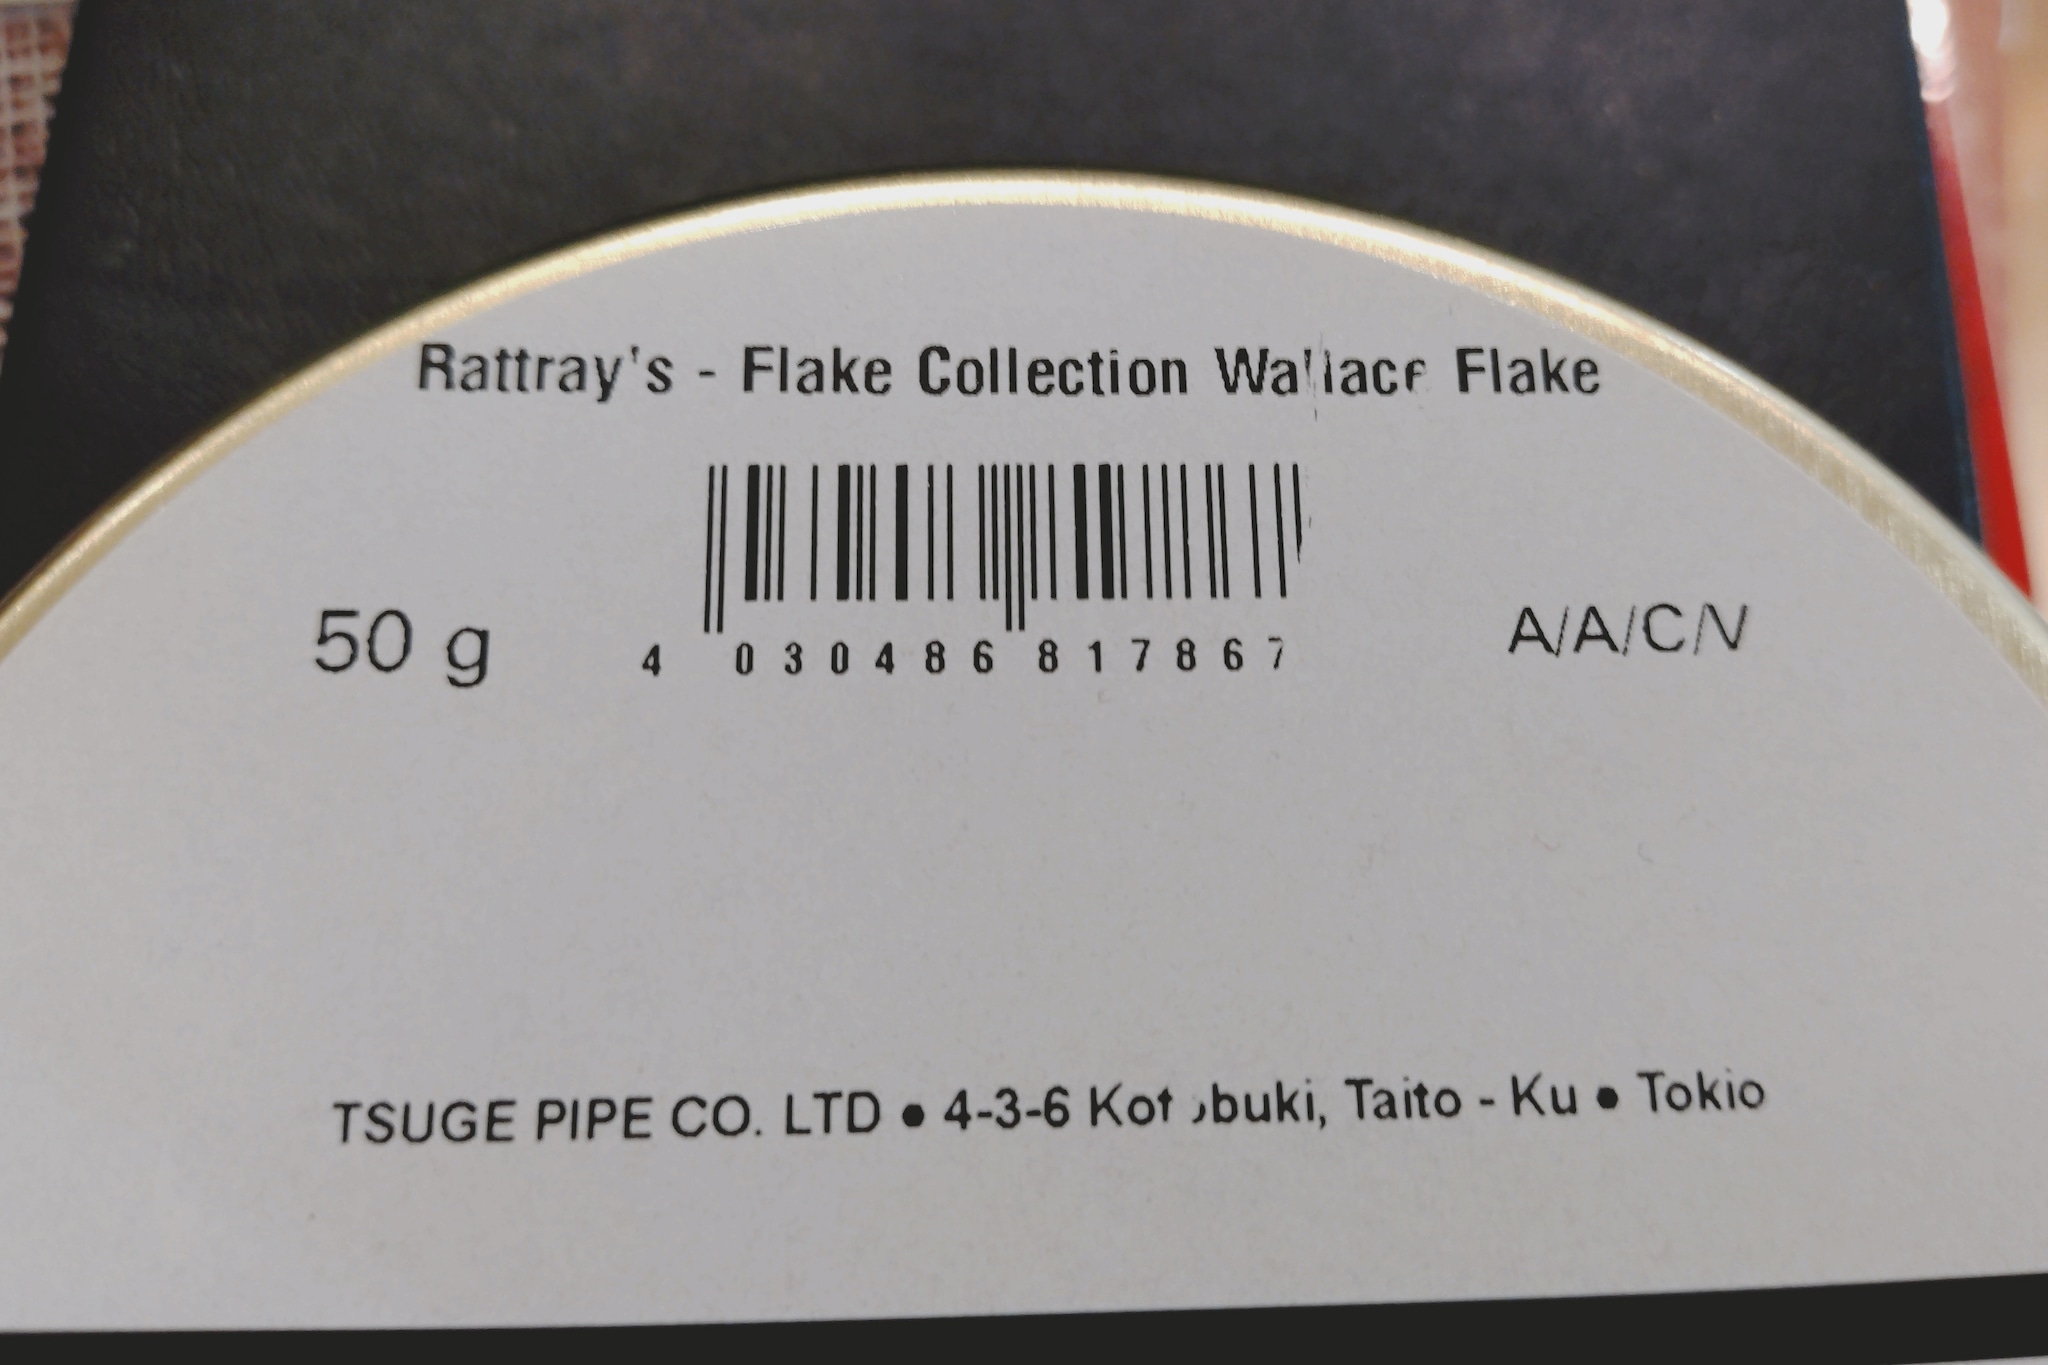 Rattray's - Flake Collection Wallace Flake
50 g
4 030486 817867
A/A/C/V
TSUGE PIPE CO. LTD • 4-3-6 Kotobuki, Taito - Ku • Tokio